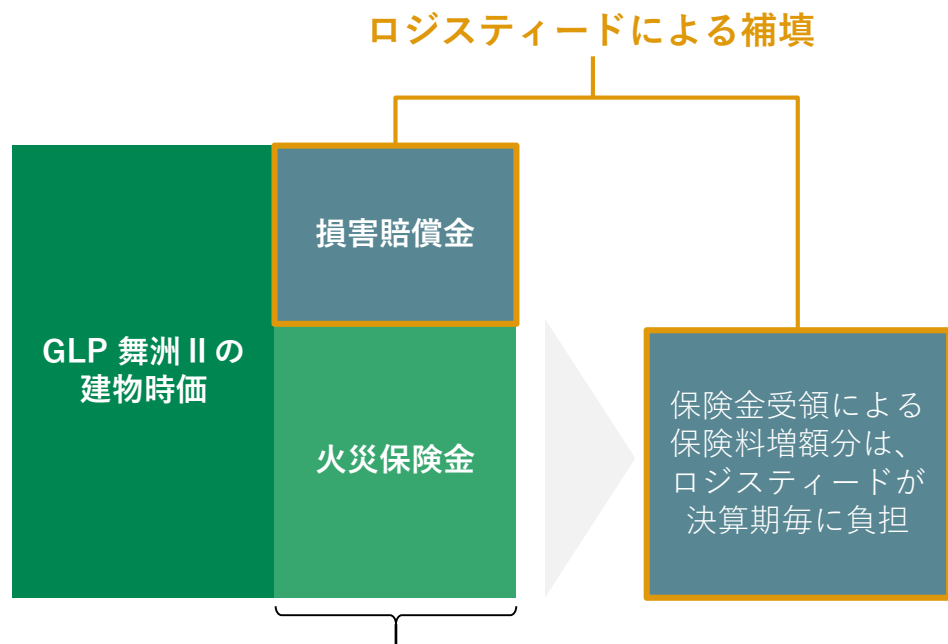 ロジスティードによる補填
損害賠償金
GLP 舞洲Ⅱの
建物時価
火災保険金
保険金受領による
保険料増額分は、
ロジスティードが
決算期毎に負担